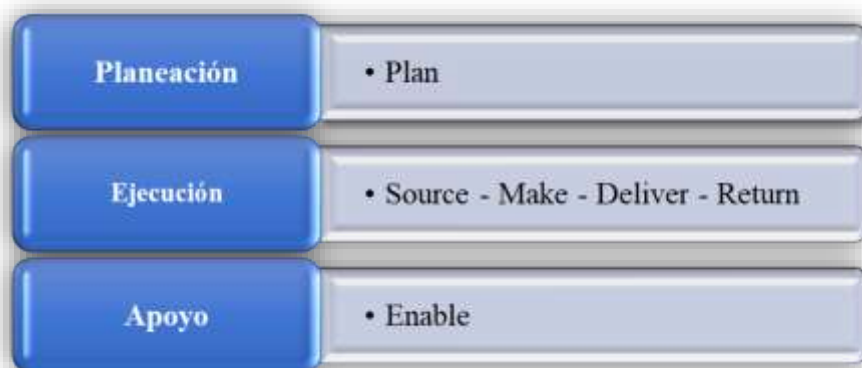 Planeación
• Plan
Ejecución
• Source - Make - Deliver - Return
Apoyo
• Enable